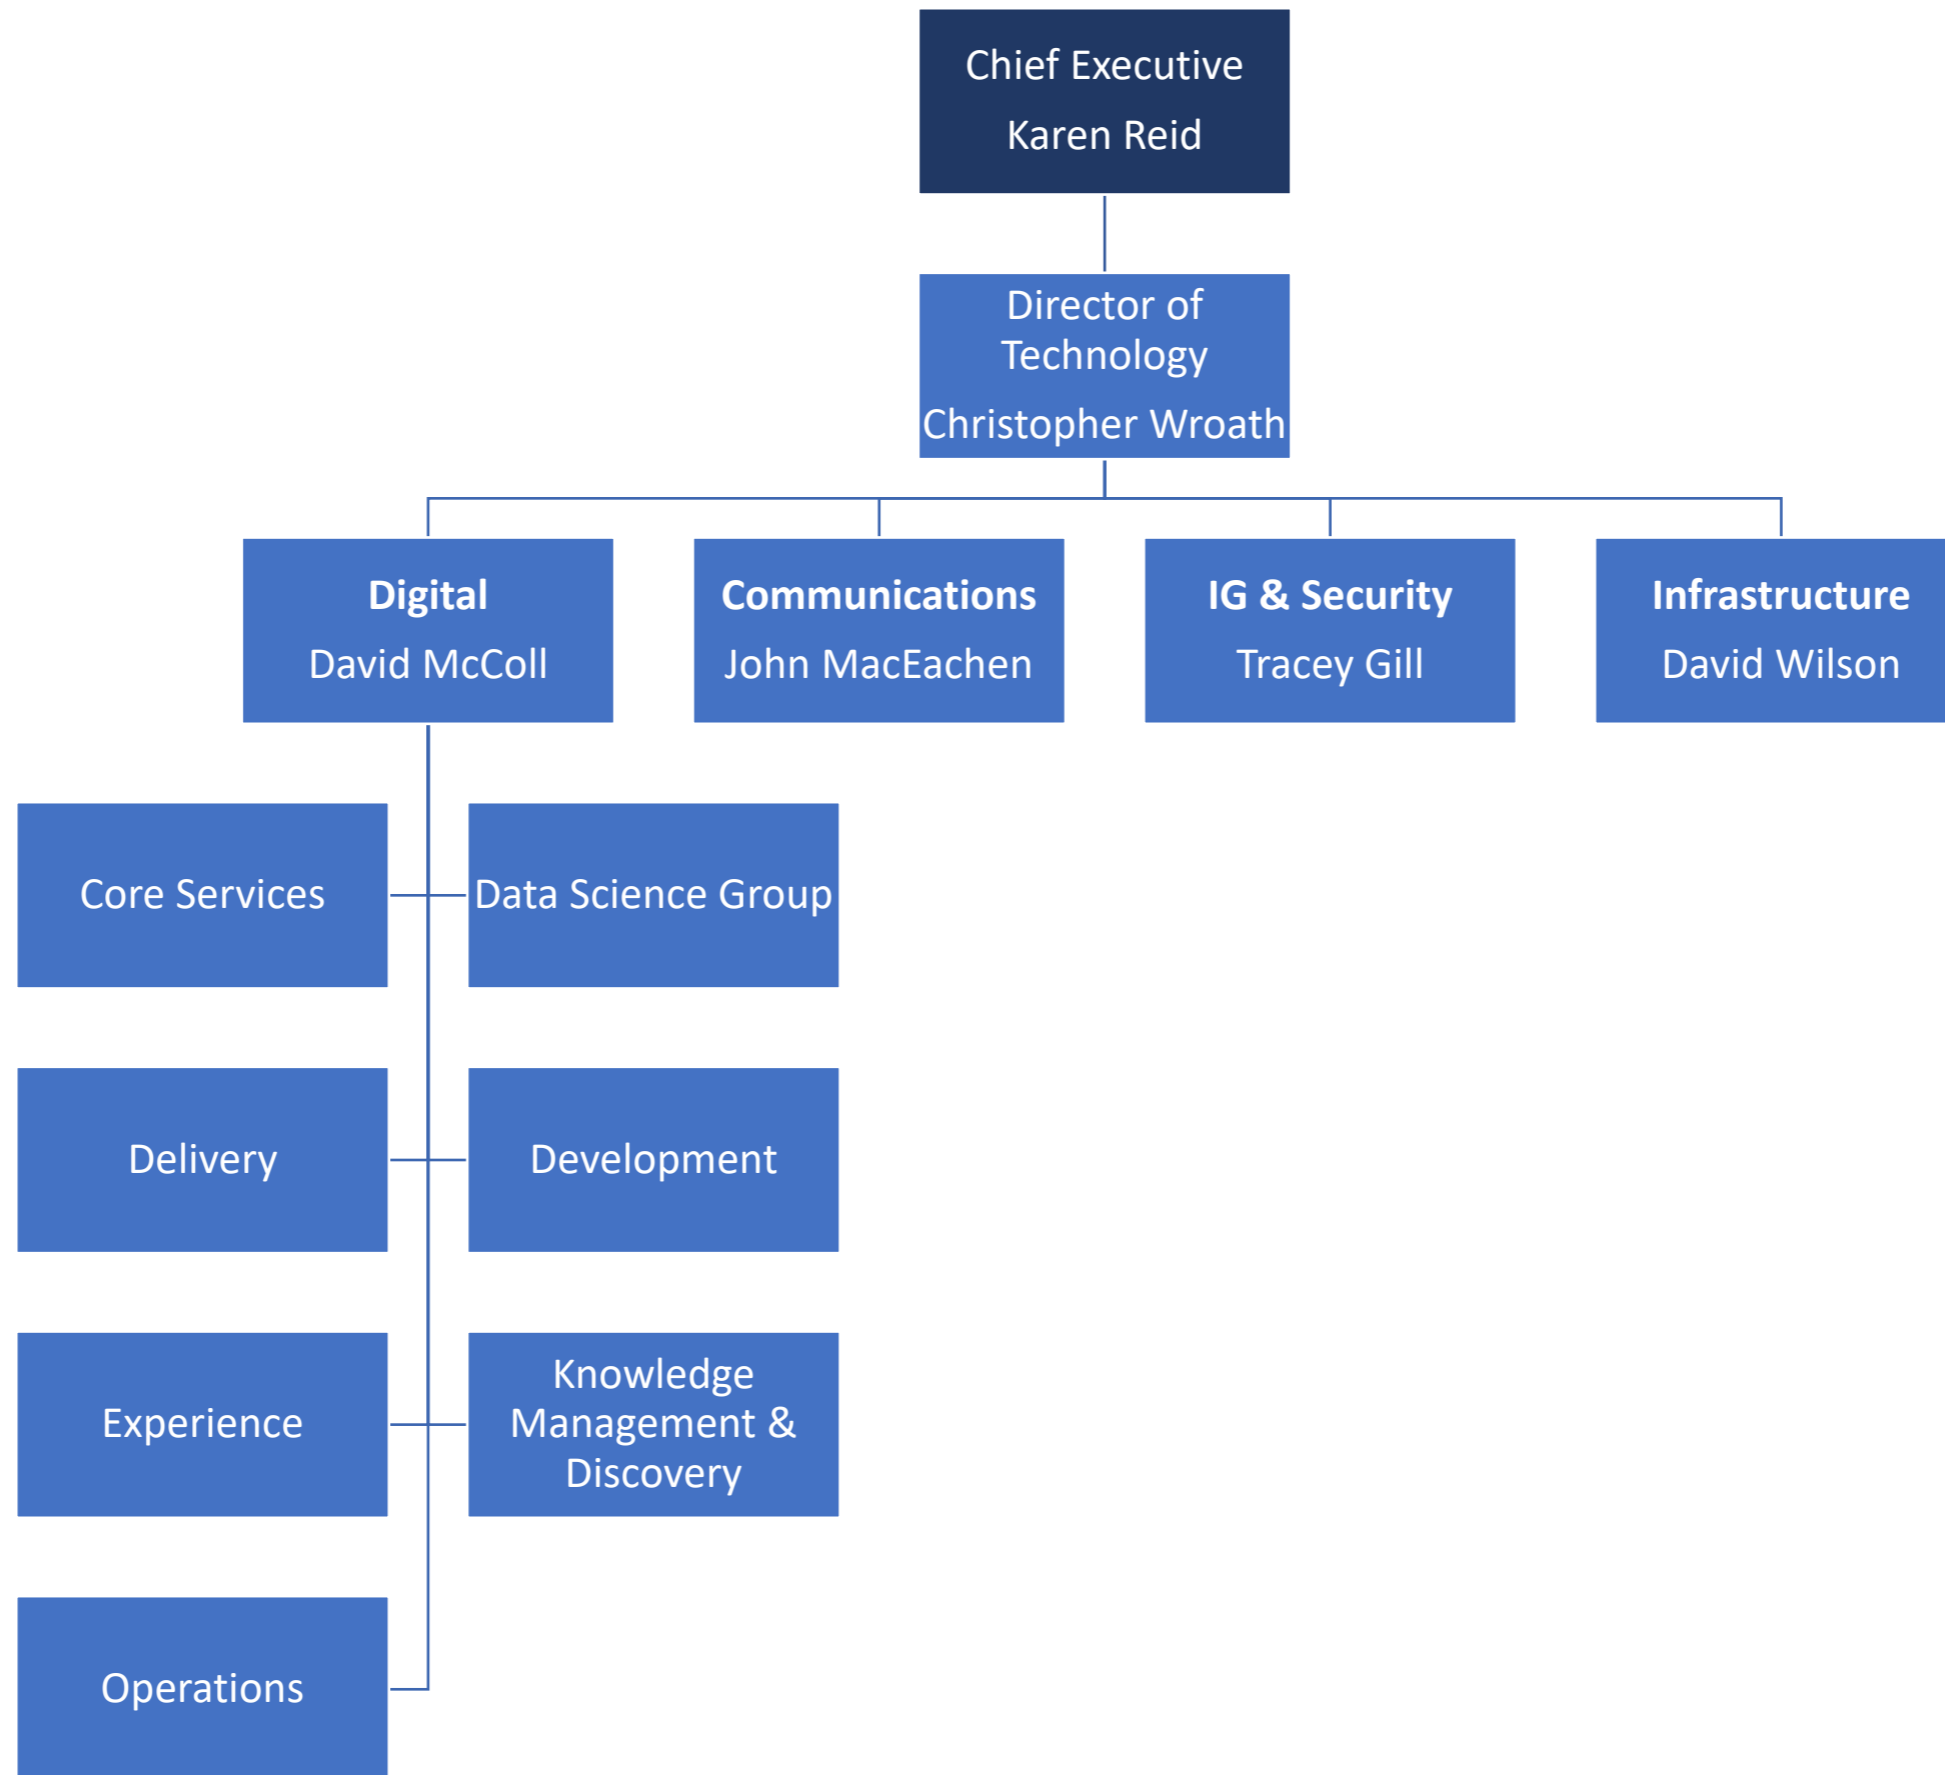 Chief Executive
Karen Reid
Director of
Technology
Christopher Wroath
Digital
David McColl
Communications
John MacEachen
IG & Security
Tracey Gill
Infrastructure
David Wilson
Core Services
Data Science Group
Delivery
Development
Experience
Knowledge
Management &
Discovery
Operations